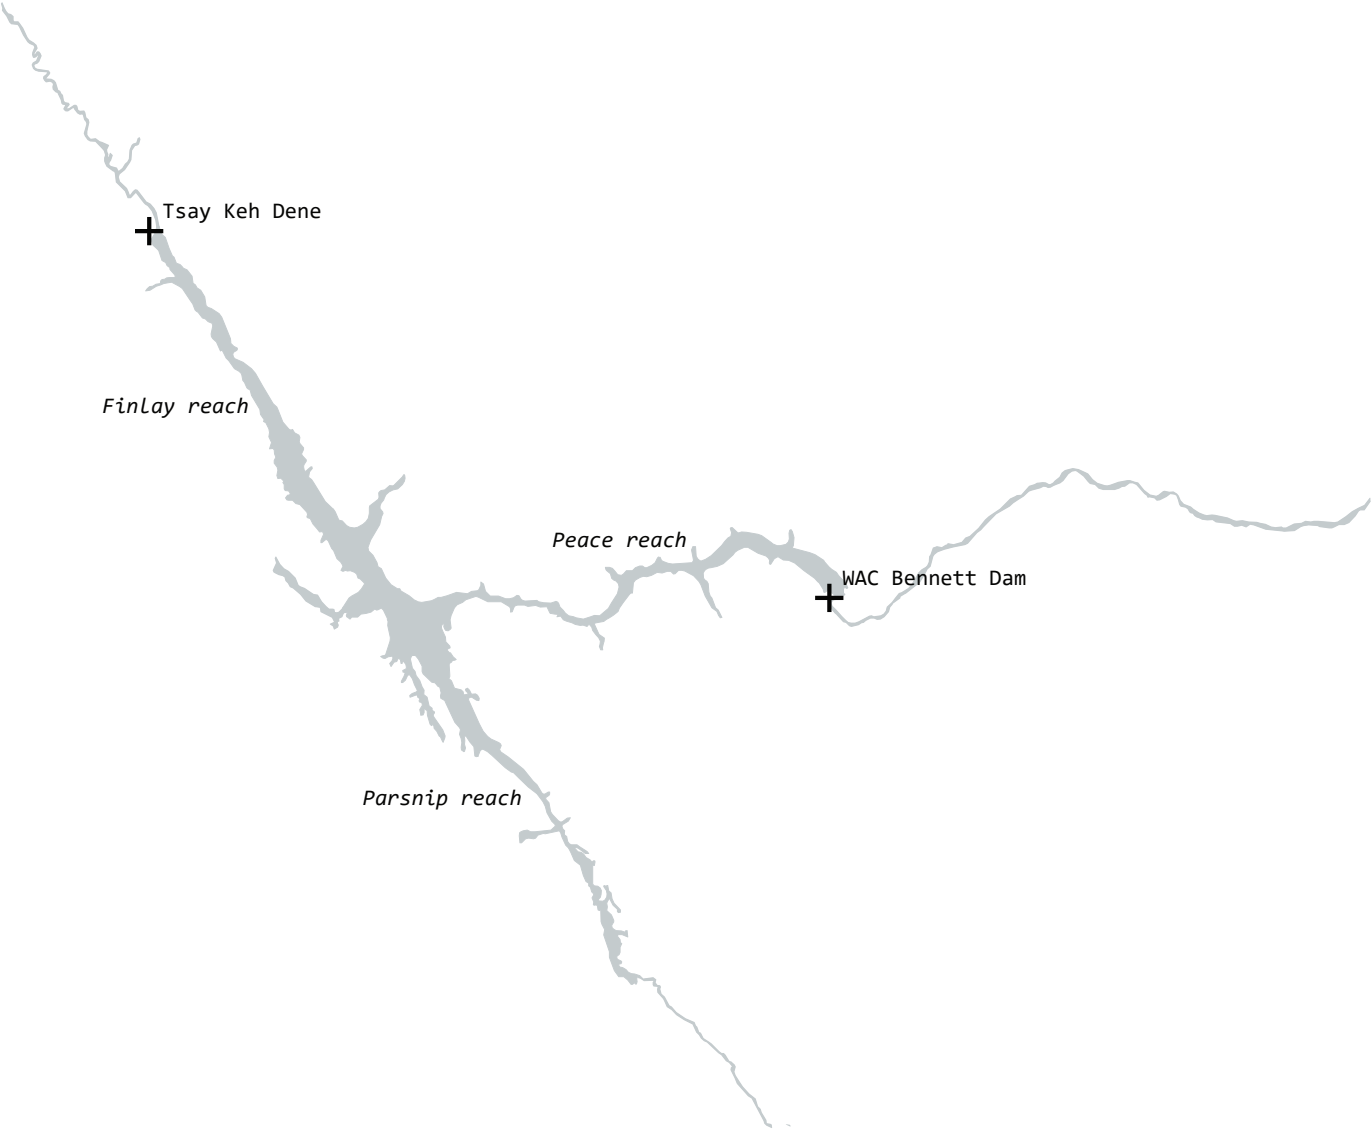 Tsay Keh Dene
Finlay reach
Peace reach
WAC Bennett Dam
Parsnip reach